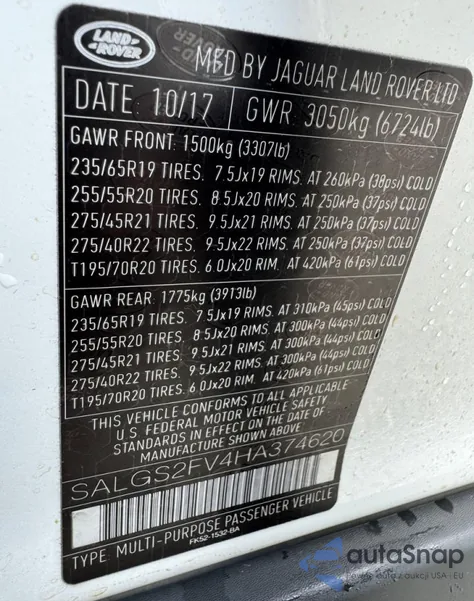 LAND-
-ROVER
MFD BY JAGUAR LAND ROVER LTD
DATE: 10/17 GWR: 3050kg (6724lb)
GAWR FRONT: 1500kg (3307lb)
235/65R19 TIRES. 7.5Jx19 RIMS. AT 260kPa (38psi) COLD
255/55R20 TIRES. 8.5Jx20 RIMS. AT 250kPa (37psi) COLD
275/45R21 TIRES. 9.5Jx21 RIMS. AT 250kPa (37psi) COLD
275/40R22 TIRES. 9.5Jx22 RIMS. AT 250kPa (37psi) COLD
T195/70R20 TIRES. 6.0Jx20 RIM. AT 420kPa (61psi) COLD
GAWR REAR: 1775kg (3913lb)
235/65R19 TIRES. 7.5Jx19 RIMS. AT 310kPa (45psi) COLD
255/55R20 TIRES. 8.5Jx20 RIMS. AT 300kPa (44psi) COLD
275/45R21 TIRES. 9.5Jx21 RIMS. AT 300kPa (44psi) COLD
275/40R22 TIRES. 9.5Jx22 RIMS. AT 300kPa (44psi) COLD
T195/70R20 TIRES. 6.0Jx20 RIM. AT 420kPa (61psi) COLD
THIS VEHICLE CONFORMS TO ALL APPLICABLE
U.S. FEDERAL MOTOR VEHICLE SAFETY
STANDARDS IN EFFECT ON THE DATE OF
MANUFACTURE SHOWN ABOVE.
SALGS2FV4HA374620
TYPE: MULTI-PURPOSE PASSENGER VEHICLE
FK52-1532-BA
autoSnap
Towar, auto z aukcji USA i EU